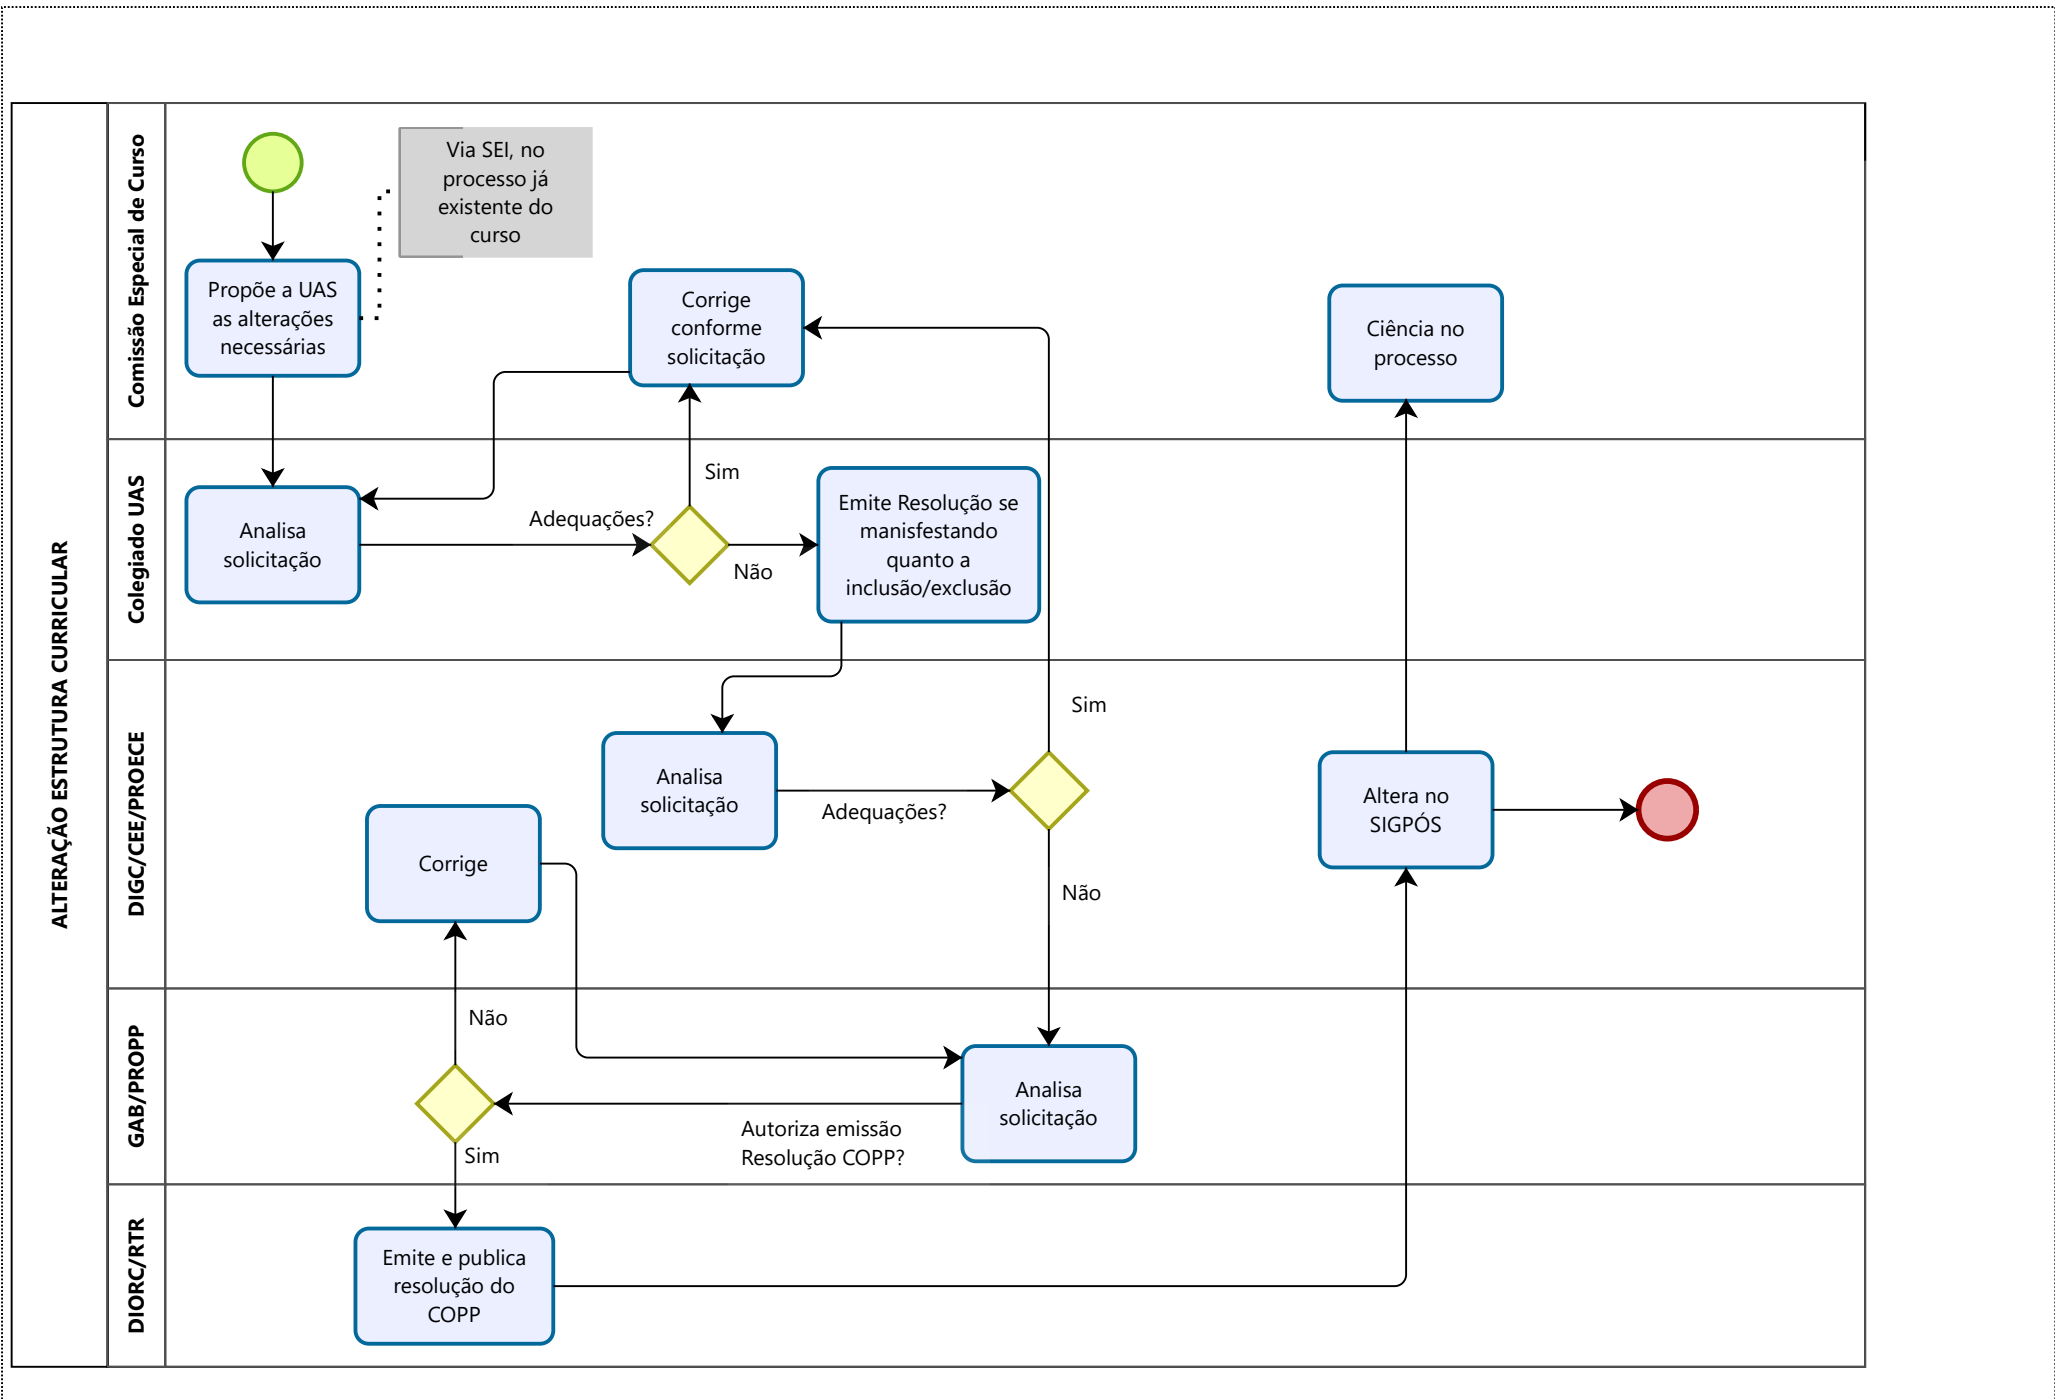 ALTERAÇÃO ESTRUTURA CURRICULAR
Comissão Especial de Curso
Via SEI, no
processo já
existente do
curso
Propõe a UAS
as alterações
necessárias
Corrige
conforme
solicitação
Ciência no
processo
Colegiado UAS
Analisa
solicitação
Adequações?
Sim
Não
Emite Resolução se
manisfestando
quanto a
inclusão/exclusão
DIGC/CEE/PROECE
Analisa
solicitação
Adequações?
Sim
Não
Corrige
Altera no
SIGPÓS
GAB/PROPP
Não
Sim
Autoriza emissão
Resolução COPP?
Analisa
solicitação
DIORC/RTR
Emite e publica
resolução do
COPP